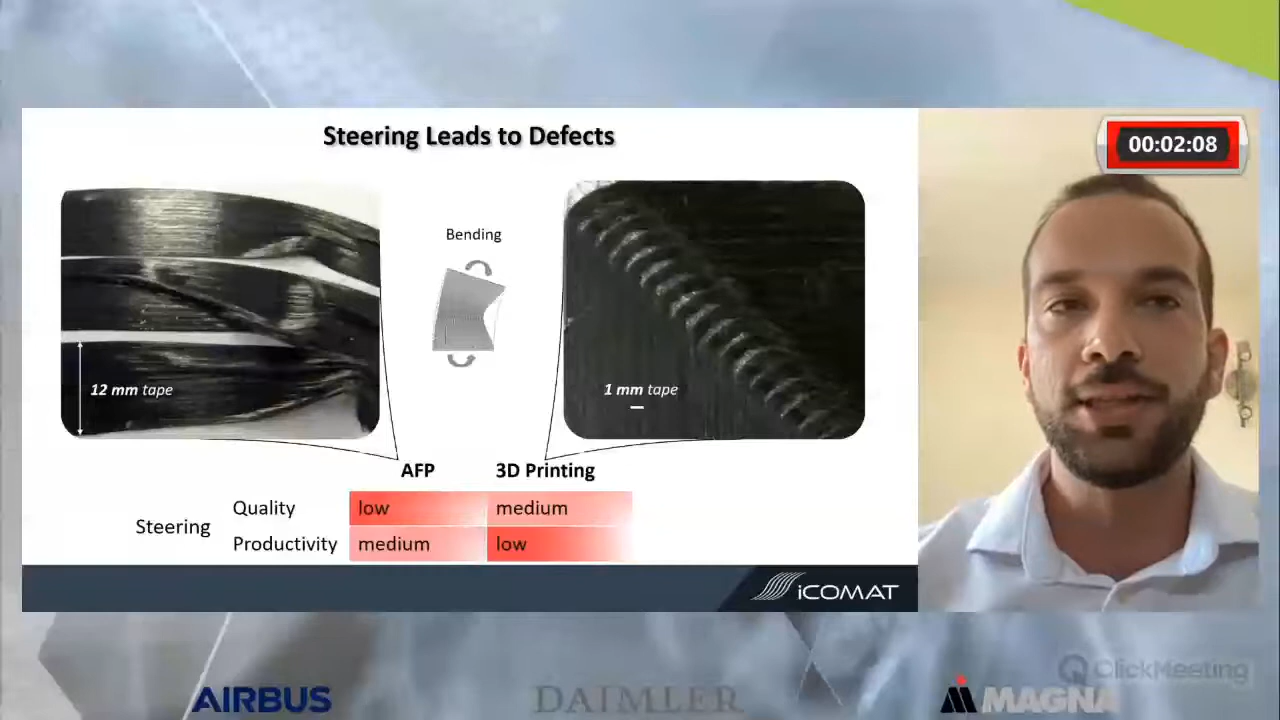 Steering Leads to Defects
00:02:08
Bending
12 mm tape
1 mm tape
AFP 3D Printing
Steering
Quality low medium
Productivity medium low
iCOMAT
ClickMeeting
AIRBUS
DAIMLER
MAGNA